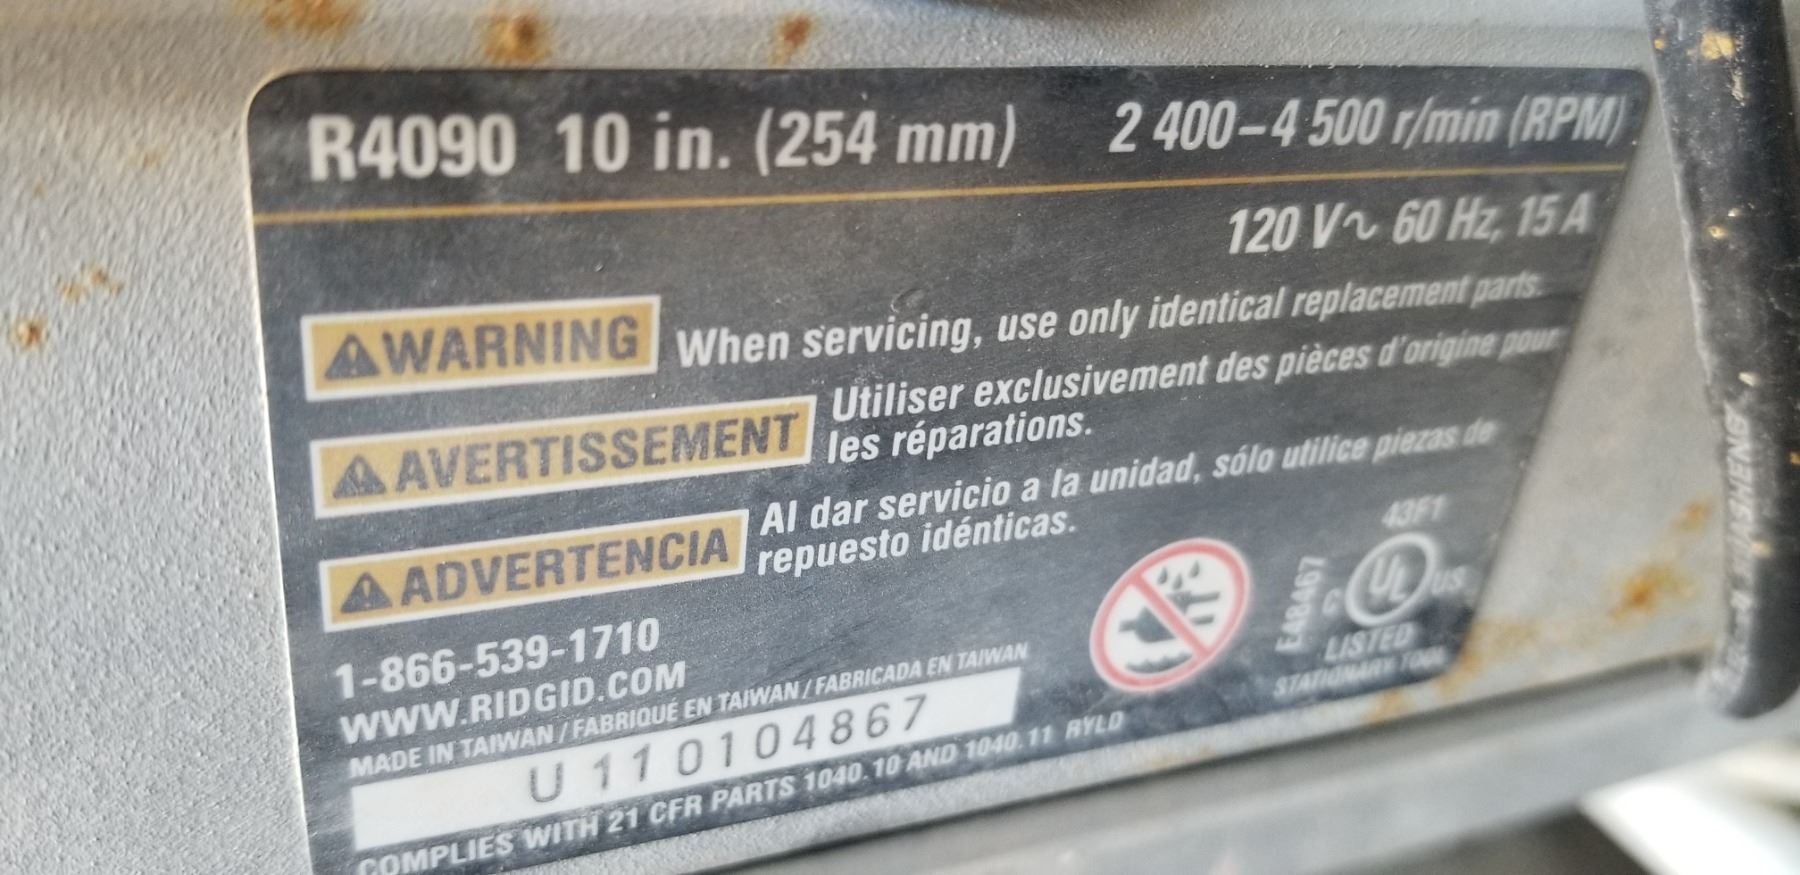 R4090 10 in. (254 mm) 2 400–4 500 r/min (RPM)
120 V~ 60 Hz, 15 A
WARNING When servicing, use only identical replacement parts.
AVERTISSEMENT Utiliser exclusivement des pièces d'origine pour
les réparations.
ADVERTENCIA Al dar servicio a la unidad, sólo utilice piezas de
repuesto idénticas.
1-866-539-1710
WWW.RIDGID.COM
MADE IN TAIWAN / FABRIQUÉ EN TAIWAN / FABRICADA EN TAIWAN
U 110104867
COMPLIES WITH 21 CFR PARTS 1040.10 AND 1040.11 RYLD
43F1
E48467
C UL US
LISTED
STATIONARY TOOL